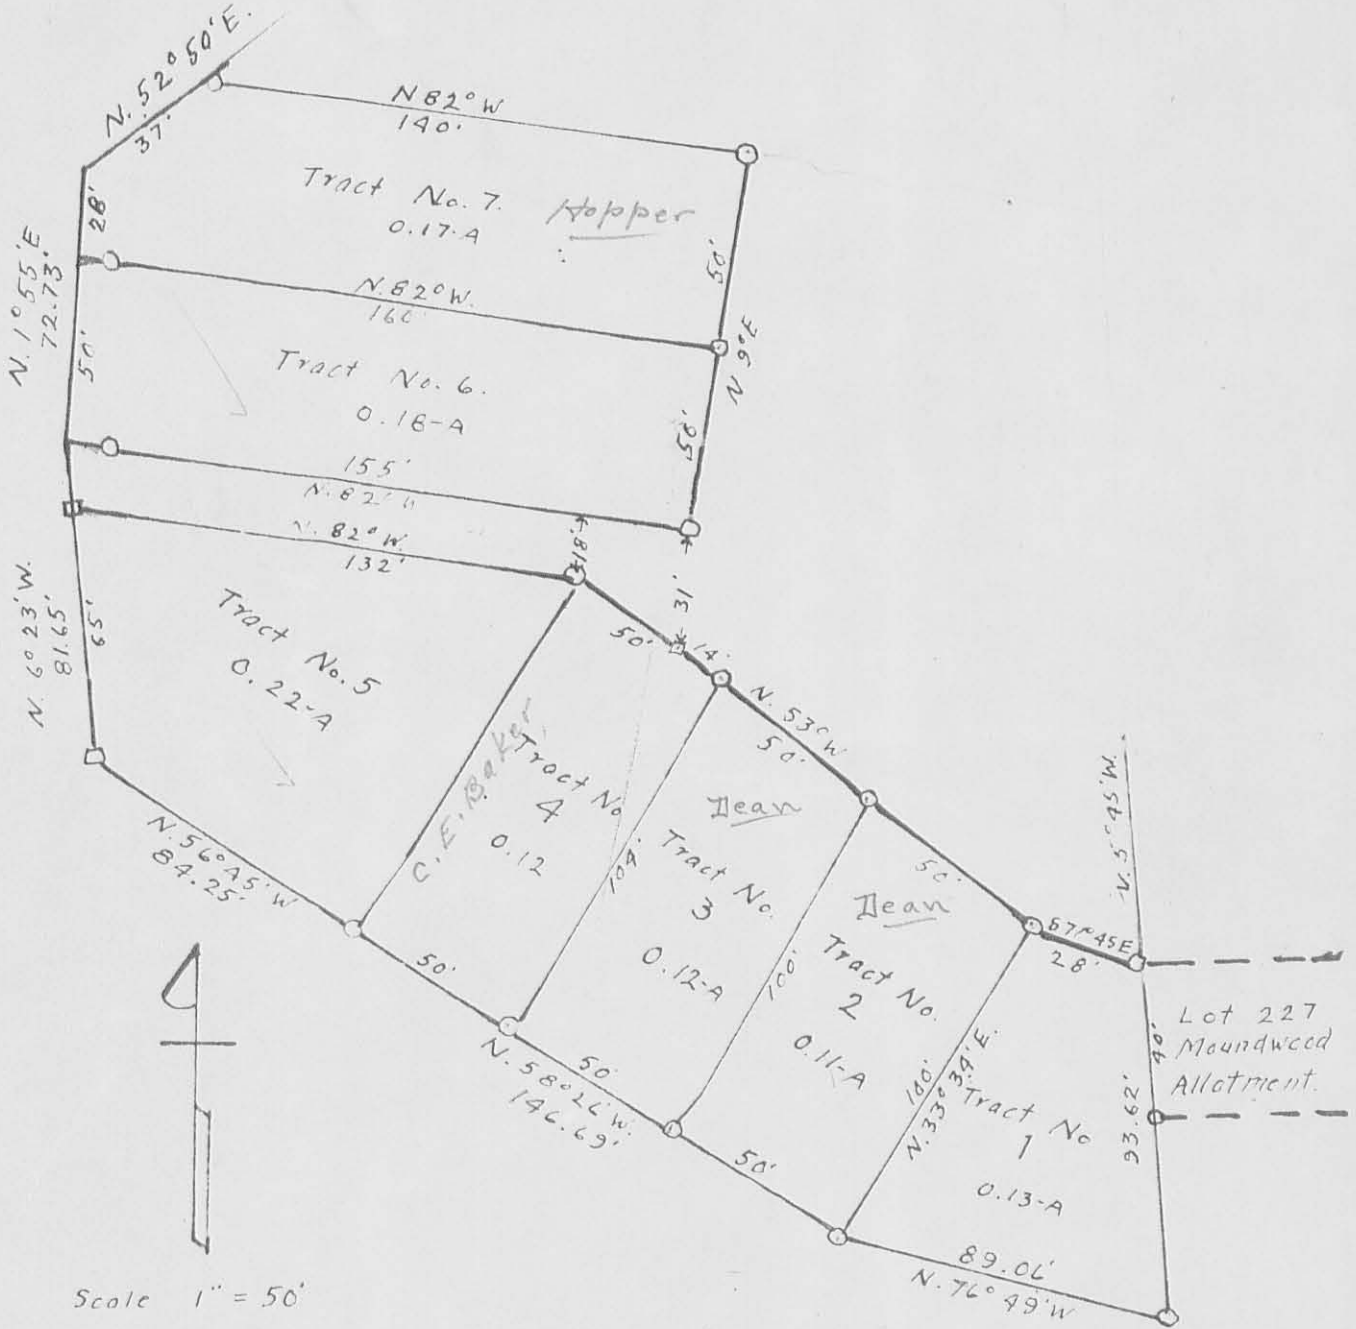 N. 52° 50' E.
37'
N 82° W
140'
Tract No. 7.
Hopper
0.17-A
28'
50'
N. 1° 55' E
72.73'
N. 82° W.
160'
N 9° E
50'
Tract No. 6.
0.18-A
50'
155'
N. 82°
N. 82° W.
132'
18'
31'
50'
14'
N. 6° 23' W.
81.65'
65'
Tract No. 5
0.22-A
C. E. Baker
Tract No
4
0.12
N. 53° W
50'
Dean
Tract No.
3
0.12-A
104'
50'
Dean
Tract No.
2
0.11-A
100'
N. 5° 45' W.
67° 45 E
28'
Lot 227
Moundwood
Allotment.
40'
93.62'
N. 56° 45' W
84.25'
50'
50'
N. 58° 26' W.
146.69'
50'
100'
N. 33° 34' E.
Tract No
1
0.13-A
89.06'
N. 76° 49' W
Scale 1" = 50'